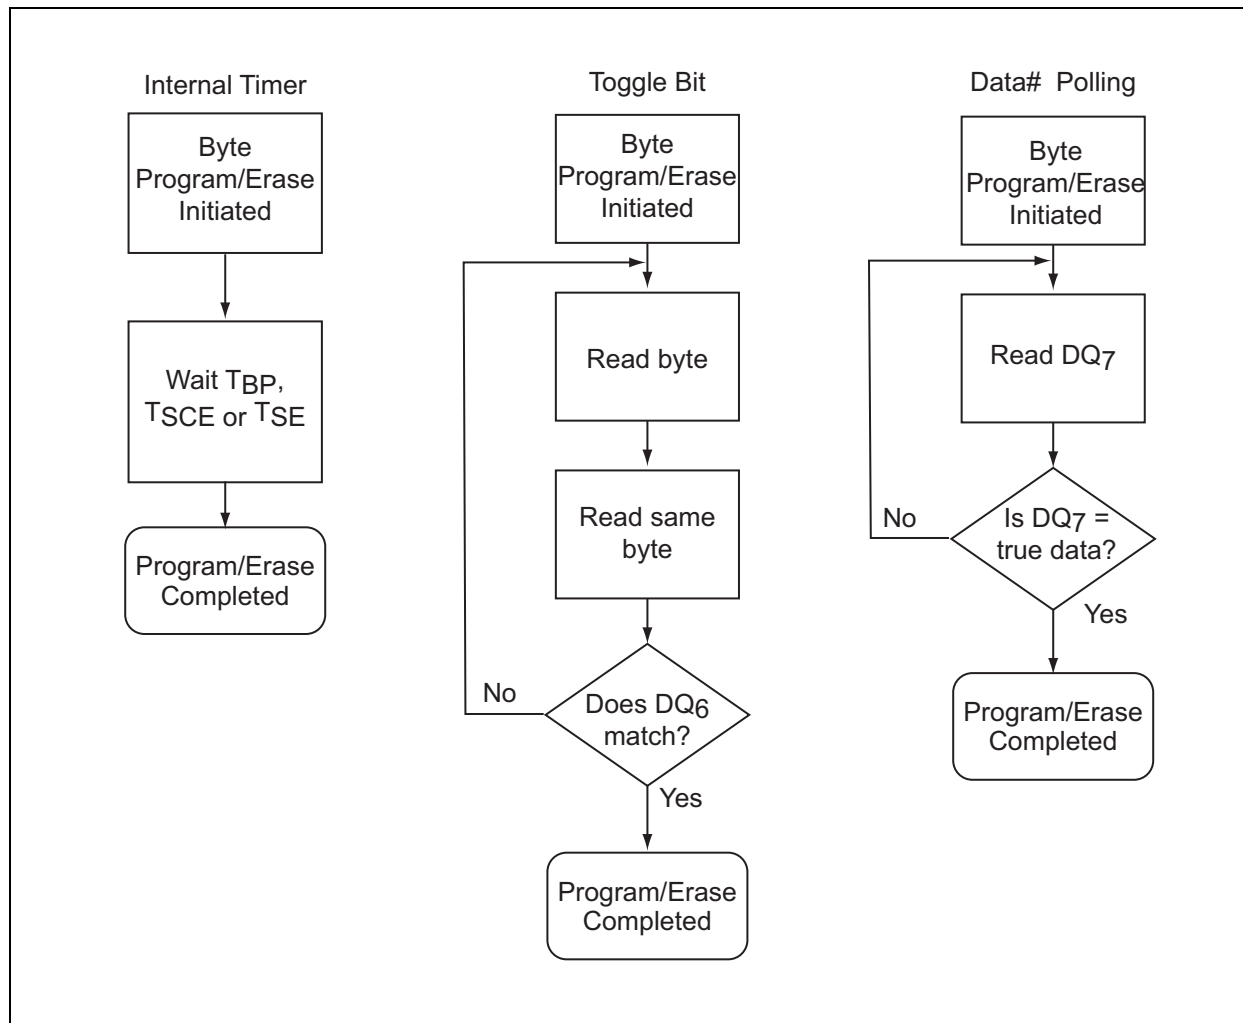 Internal Timer
Byte
Program/Erase
Initiated
Wait TBP,
TSCE or TSE
Program/Erase
Completed
Toggle Bit
Byte
Program/Erase
Initiated
Read byte
Read same
byte
No
Does DQ6
match?
Yes
Program/Erase
Completed
Data# Polling
Byte
Program/Erase
Initiated
Read DQ7
No
Is DQ7 =
true data?
Yes
Program/Erase
Completed